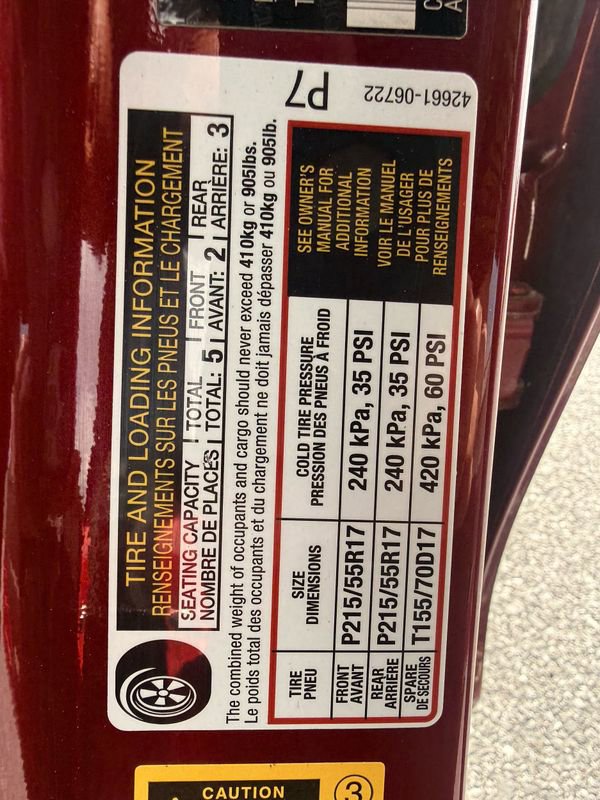 TIRE AND LOADING INFORMATION
RENSEIGNEMENTS SUR LES PNEUS ET LE CHARGEMENT
SEATING CAPACITY | TOTAL | FRONT | REAR
NOMBRE DE PLACES | TOTAL: 5 | AVANT: 2 | ARRIÈRE: 3
The combined weight of occupants and cargo should never exceed 410kg or 905lbs.
Le poids total des occupants et du chargement ne doit jamais dépasser 410kg ou 905lb.
TIRE SIZE COLD TIRE PRESSURE
PNEU DIMENSIONS PRESSION DES PNEUS À FROID
FRONT
AVANT P215/55R17 240 kPa, 35 PSI
REAR
ARRIÈRE P215/55R17 240 kPa, 35 PSI
SPARE
DE SECOURS T155/70D17 420 kPa, 60 PSI
SEE OWNER'S
MANUAL FOR
ADDITIONAL
INFORMATION
VOIR LE MANUEL
DE L'USAGER
POUR PLUS DE
RENSEIGNEMENTS
P7
42661-06722
CAUTION
3